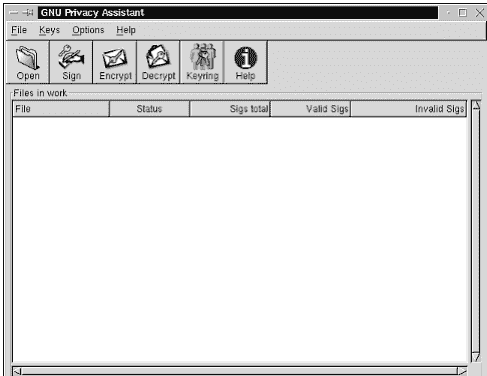 GNU Privacy Assistant
File Keys Options Help
Open Sign Encrypt Decrypt Keyring Help
Files in work
File Status Sigs total Valid Sigs Invalid Sigs